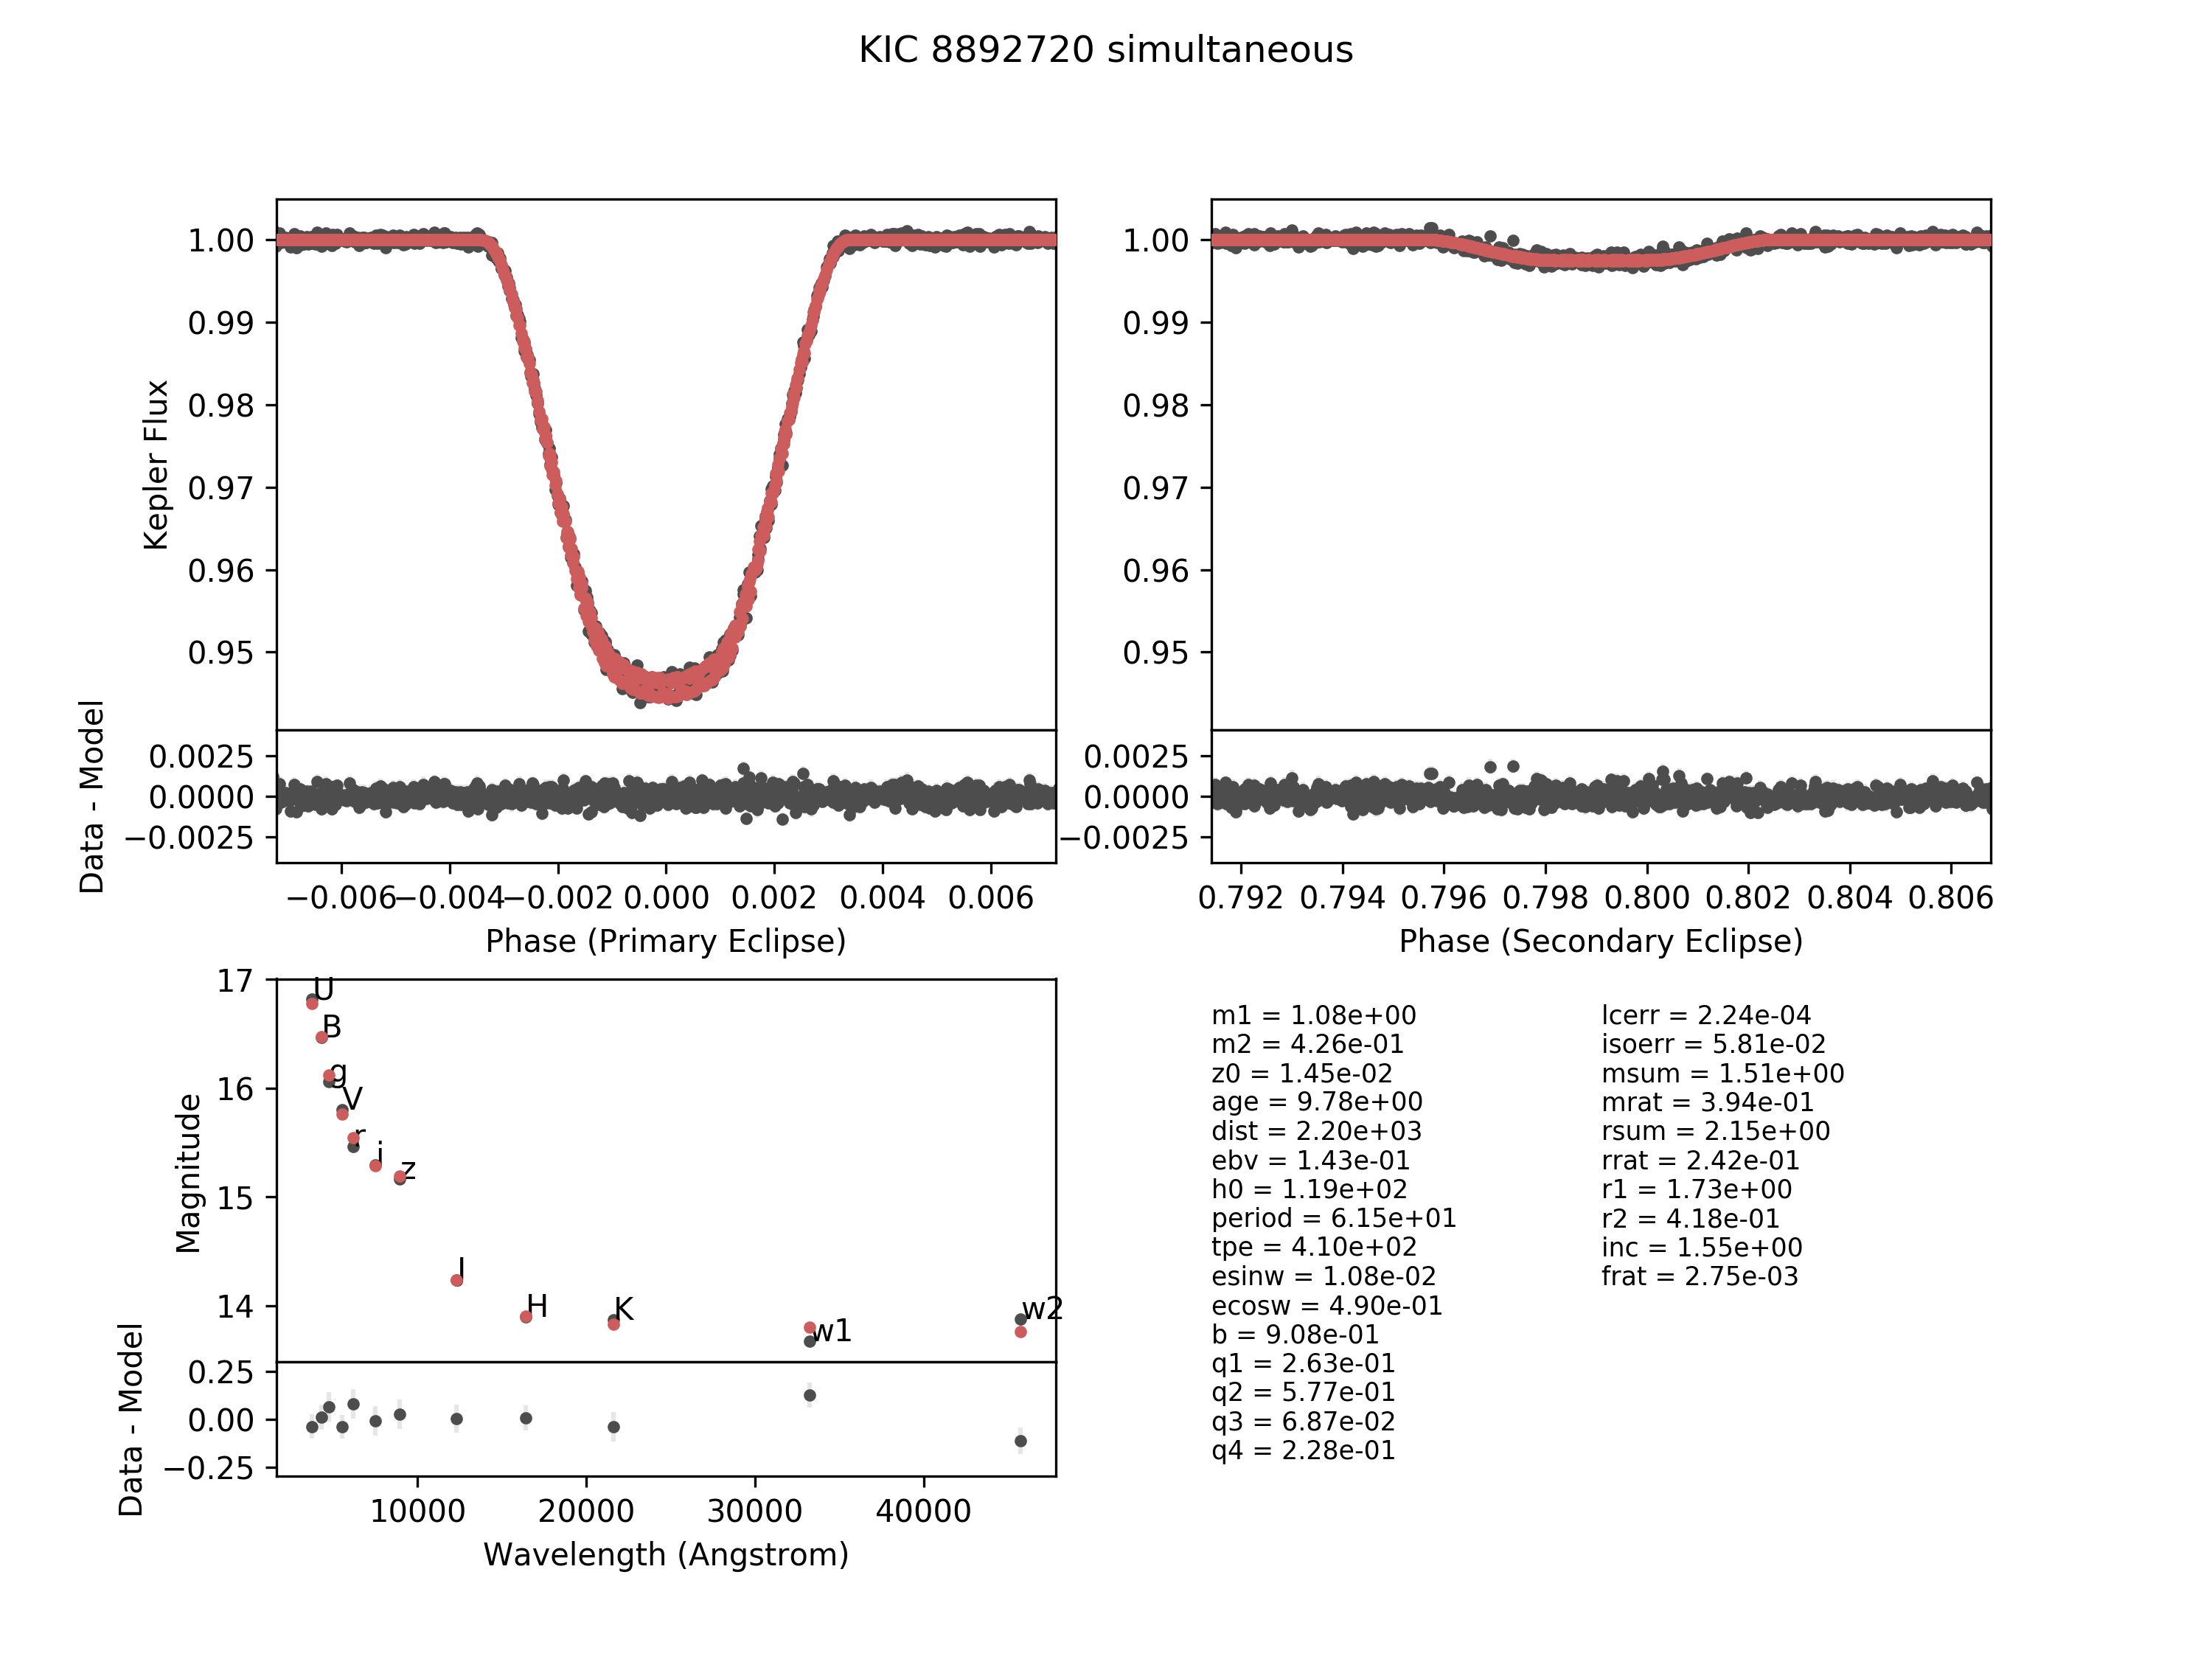 KIC 8892720 simultaneous
Kepler Flux
1.00
0.99
0.98
0.97
0.96
0.95
1.00
0.99
0.98
0.97
0.96
0.95
Data - Model
0.0025
0.0000
−0.0025
0.0025
0.0000
−0.0025
−0.006 −0.004 −0.002 0.000 0.002 0.004 0.006
Phase (Primary Eclipse)
0.792 0.794 0.796 0.798 0.800 0.802 0.804 0.806
Phase (Secondary Eclipse)
Magnitude
17
16
15
14
U
B
g
V
r
i
z
J
H
K
w1
w2
Data - Model
0.25
0.00
−0.25
10000 20000 30000 40000
Wavelength (Angstrom)
m1 = 1.08e+00
m2 = 4.26e-01
z0 = 1.45e-02
age = 9.78e+00
dist = 2.20e+03
ebv = 1.43e-01
h0 = 1.19e+02
period = 6.15e+01
tpe = 4.10e+02
esinw = 1.08e-02
ecosw = 4.90e-01
b = 9.08e-01
q1 = 2.63e-01
q2 = 5.77e-01
q3 = 6.87e-02
q4 = 2.28e-01
lcerr = 2.24e-04
isoerr = 5.81e-02
msum = 1.51e+00
mrat = 3.94e-01
rsum = 2.15e+00
rrat = 2.42e-01
r1 = 1.73e+00
r2 = 4.18e-01
inc = 1.55e+00
frat = 2.75e-03